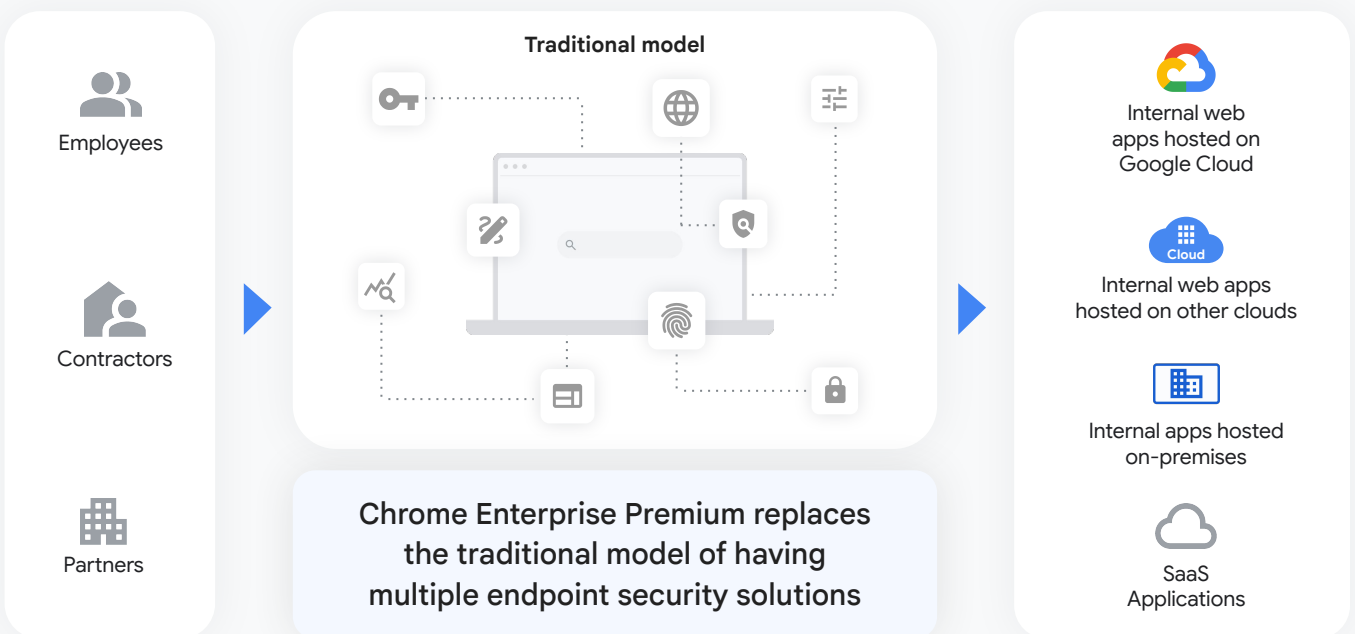 Employees
Contractors
Partners
Traditional model
Chrome Enterprise Premium replaces
the traditional model of having
multiple endpoint security solutions
Internal web
apps hosted on
Google Cloud
Cloud
Internal web apps
hosted on other clouds
Internal apps hosted
on-premises
SaaS
Applications